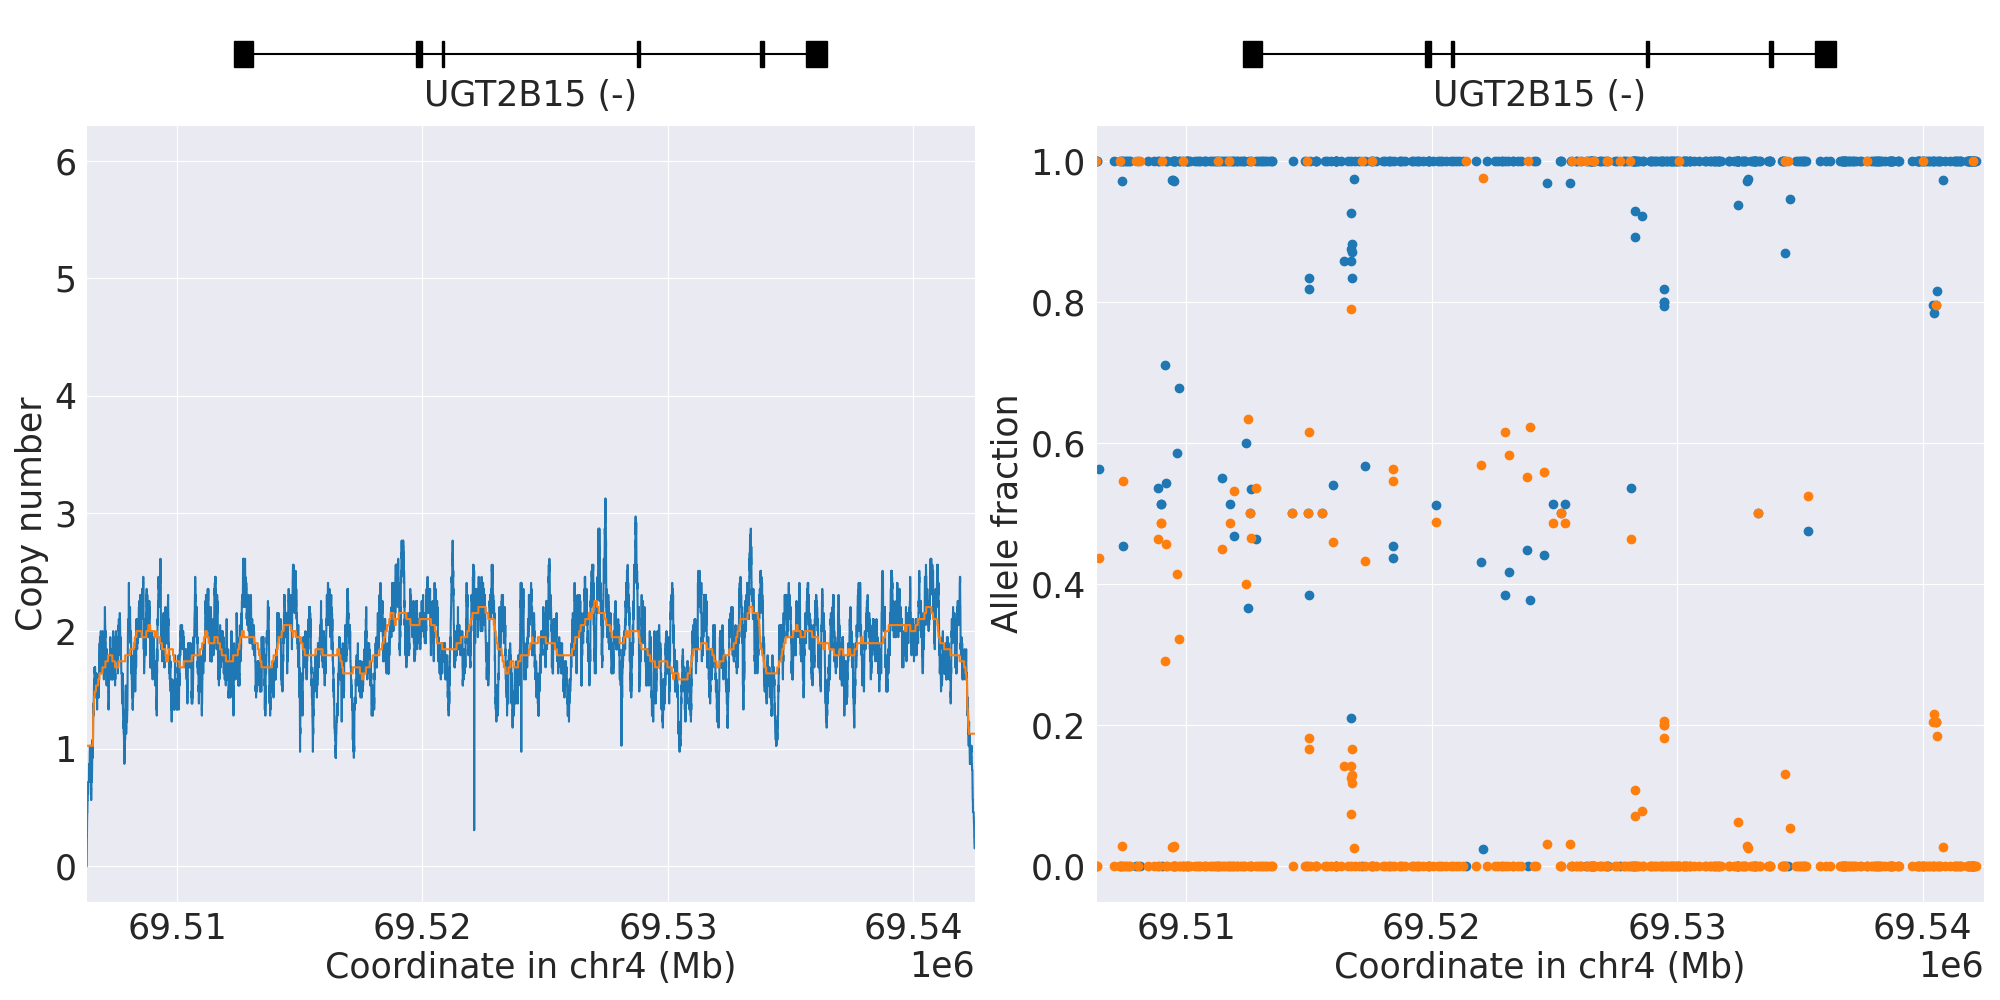 UGT2B15 (-)
6
5
4
3
2
1
0
Copy number
69.51 69.52 69.53 69.54
Coordinate in chr4 (Mb)
1e6
UGT2B15 (-)
1.0
0.8
0.6
0.4
0.2
0.0
Allele fraction
69.51 69.52 69.53 69.54
Coordinate in chr4 (Mb)
1e6